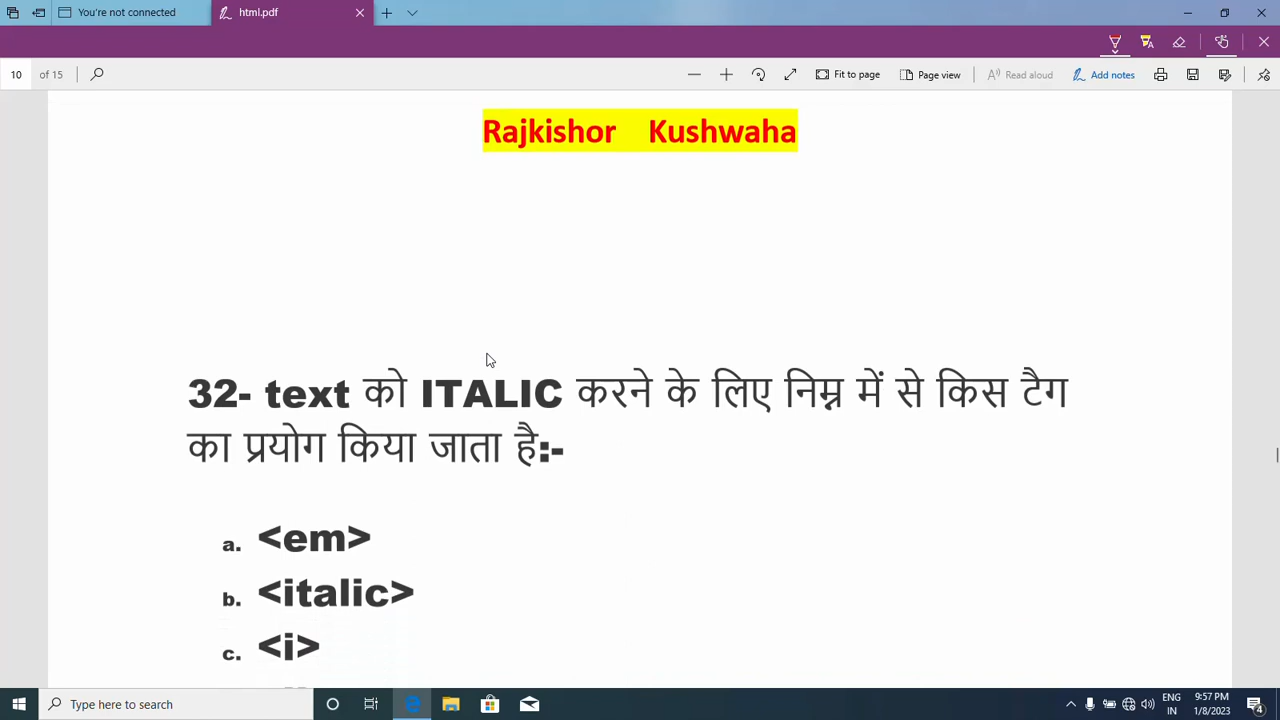 You're not connected
html.pdf
10 of 15
Fit to page
Page view
Read aloud
Add notes
Rajkishor Kushwaha
32- text को ITALIC करने के लिए निम्न में से किस टैग
का प्रयोग किया जाता है:-
a. <em>
b. <italic>
c. <i>
Type here to search
ENG
IN
9:57 PM
1/8/2023